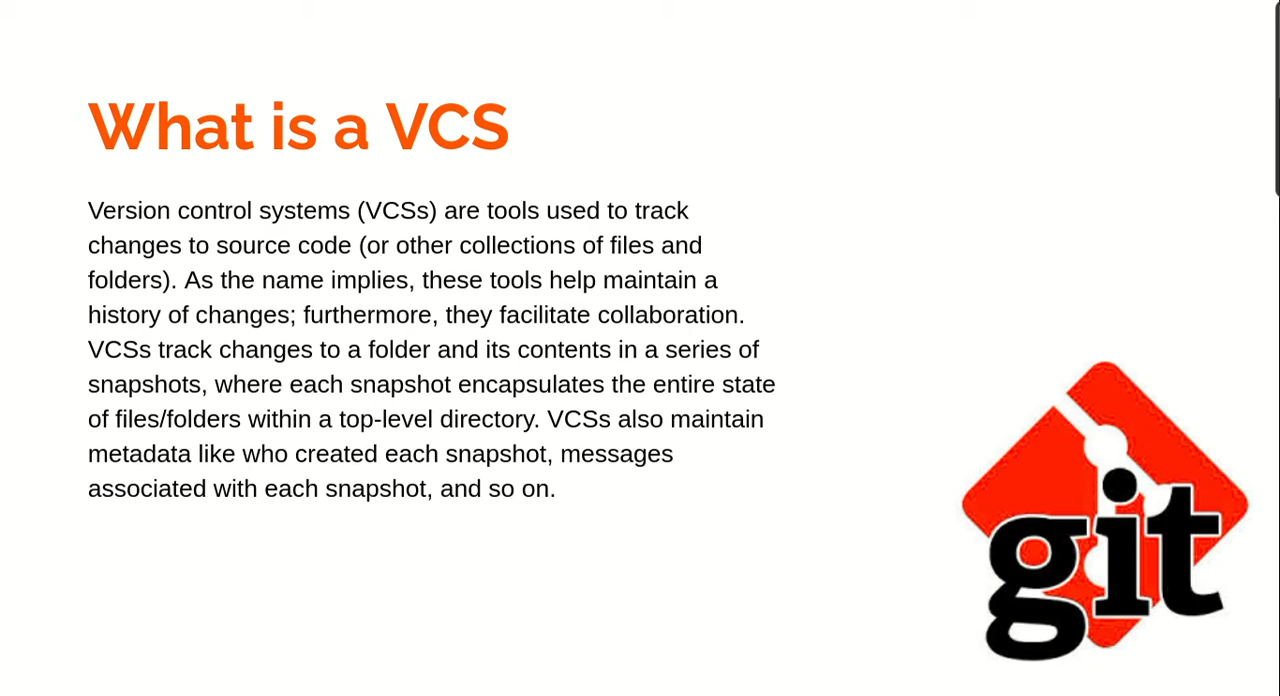 What is a VCS
Version control systems (VCSs) are tools used to track
changes to source code (or other collections of files and
folders). As the name implies, these tools help maintain a
history of changes; furthermore, they facilitate collaboration.
VCSs track changes to a folder and its contents in a series of
snapshots, where each snapshot encapsulates the entire state
of files/folders within a top-level directory. VCSs also maintain
metadata like who created each snapshot, messages
associated with each snapshot, and so on.
git